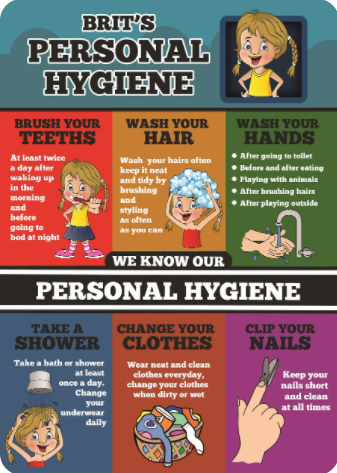 BRIT'S
PERSONAL
HYGIENE
BRUSH YOUR
TEETHS
At least twice
a day after
waking up
in the
morning
and
before
going to
bed at night
WASH YOUR
HAIR
Wash your hairs often
keep it neat
and tidy by
brushing
and
styling
as often
as you can
WASH YOUR
HANDS
After going to toilet
Before and after eating
Playing with animals
After brushing hairs
After playing outside
WE KNOW OUR
PERSONAL HYGIENE
TAKE A
SHOWER
Take a bath or shower
at least
once a day.
Change
your
underwear
daily
CHANGE YOUR
CLOTHES
Wear neat and clean
clothes everyday,
change your clothes
when dirty or wet
CLIP YOUR
NAILS
Keep your
nails short
and clean
at all times